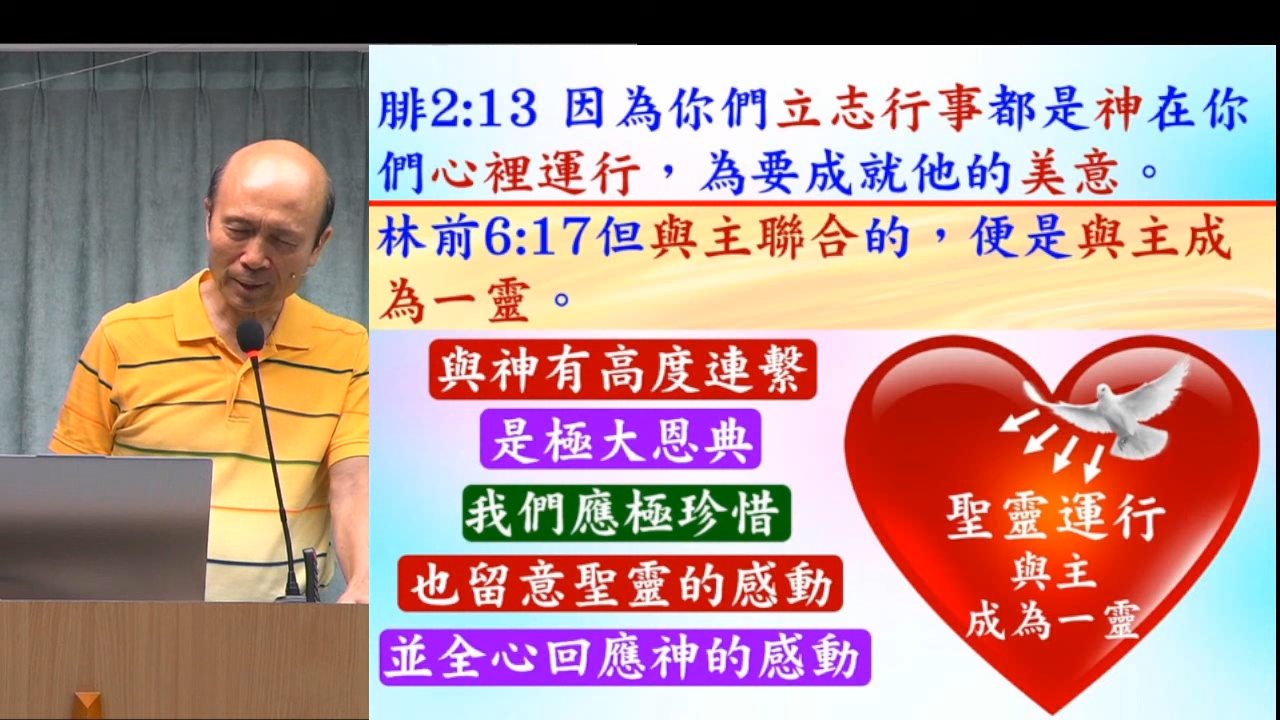 腓2:13 因為你們立志行事都是神在你
們心裡運行，為要成就他的美意。
林前6:17但與主聯合的，便是與主成
為一靈。
與神有高度連繫
是極大恩典
我們應極珍惜
也留意聖靈的感動
並全心回應神的感動
聖靈運行
與主
成為一靈